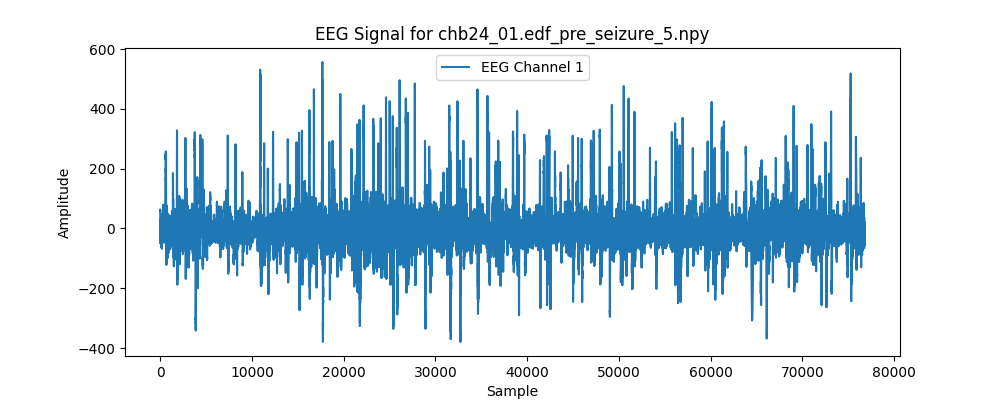 EEG Signal for chb24_01.edf_pre_seizure_5.npy
EEG Channel 1
Amplitude
600
400
200
0
−200
−400
0 10000 20000 30000 40000 50000 60000 70000 80000
Sample